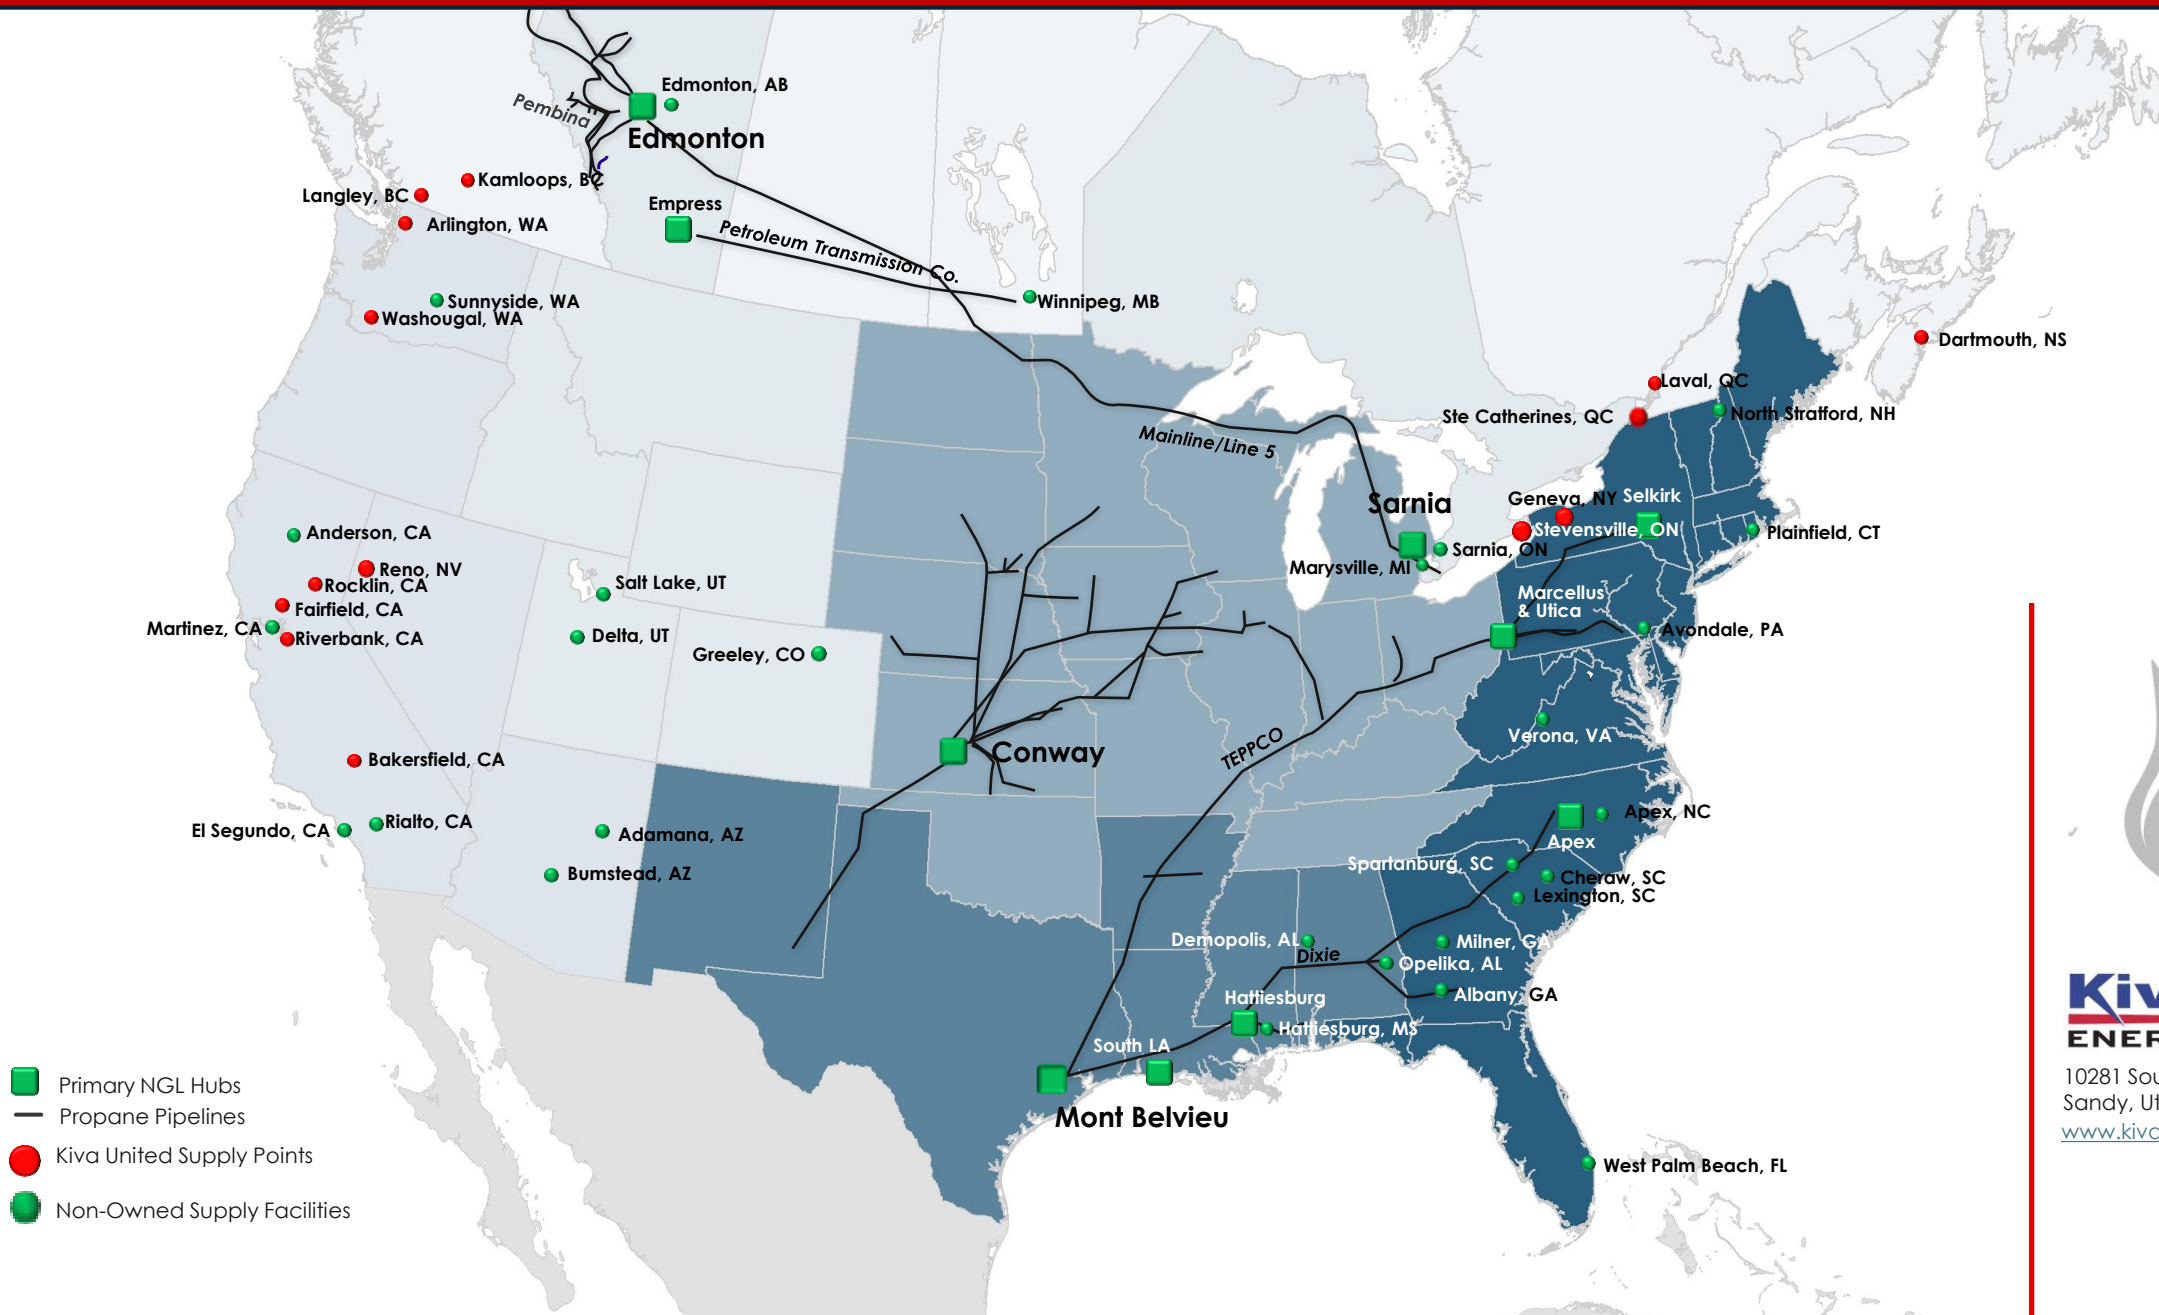 Edmonton, AB
Pembina
Edmonton
Kamloops, BC
Langley, BC
Arlington, WA
Empress
Petroleum Transmission Co.
Sunnyside, WA
Washougal, WA
Winnipeg, MB
Dartmouth, NS
Laval, QC
Ste Catherines, QC
North Stratford, NH
Mainline/Line 5
Sarnia
Geneva, NY
Selkirk
Stevensville, ON
Plainfield, CT
Anderson, CA
Sarnia, ON
Marysville, MI
Reno, NV
Rocklin, CA
Salt Lake, UT
Marcellus
& Utica
Fairfield, CA
Martinez, CA
Riverbank, CA
Delta, UT
Avondale, PA
Greeley, CO
Verona, VA
TEPPCO
Conway
Bakersfield, CA
El Segundo, CA
Rialto, CA
Adamana, AZ
Apex, NC
Apex
Bumstead, AZ
Spartanburg, SC
Cheraw, SC
Lexington, SC
Demopolis, AL
Dixie
Milner, GA
Opelika, AL
Albany, GA
Hattiesburg
Hattiesburg, MS
South LA
Mont Belvieu
West Palm Beach, FL
Primary NGL Hubs
Propane Pipelines
Kiva United Supply Points
Non-Owned Supply Facilities
Kiv
ENER
10281 Sou
Sandy, Ut
www.kiva